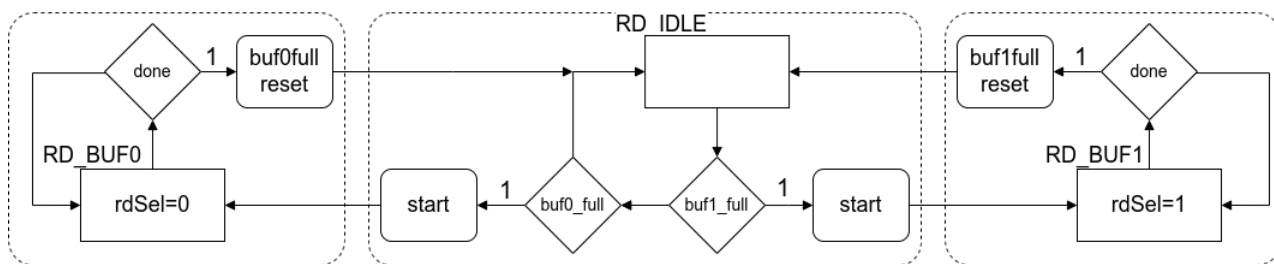 RD_IDLE
done
1
buf0full
reset
RD_BUF0
rdSel=0
start
1
buf0_full
buf1_full
1
start
buf1full
reset
1
done
RD_BUF1
rdSel=1